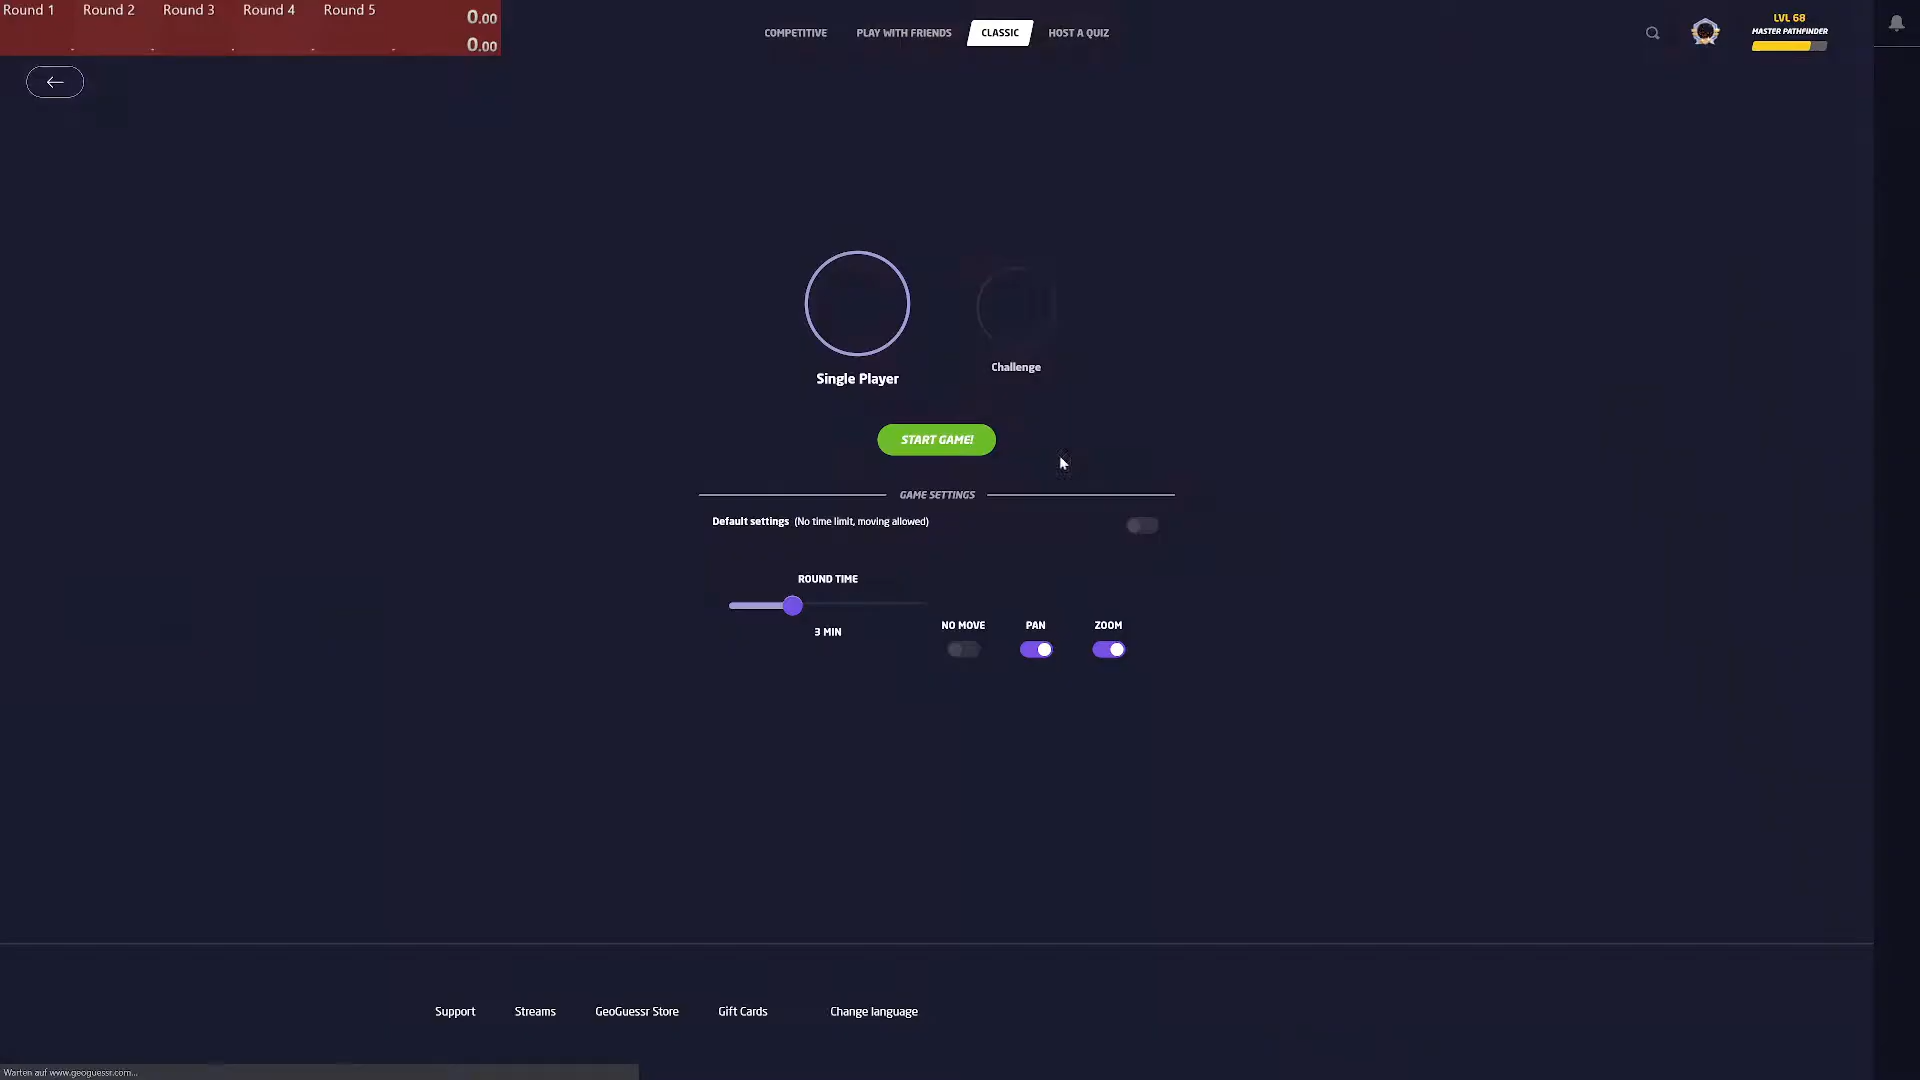 Round 1 Round 2 Round 3 Round 4 Round 5 0.00
- - - - - 0.00
COMPETITIVE PLAY WITH FRIENDS CLASSIC HOST A QUIZ
LVL 68
MASTER PATHFINDER
Single Player
Challenge
START GAME!
GAME SETTINGS
Default settings (No time limit, moving allowed)
ROUND TIME
3 MIN
NO MOVE PAN ZOOM
Support Streams GeoGuessr Store Gift Cards Change language
Warten auf www.geoguessr.com...